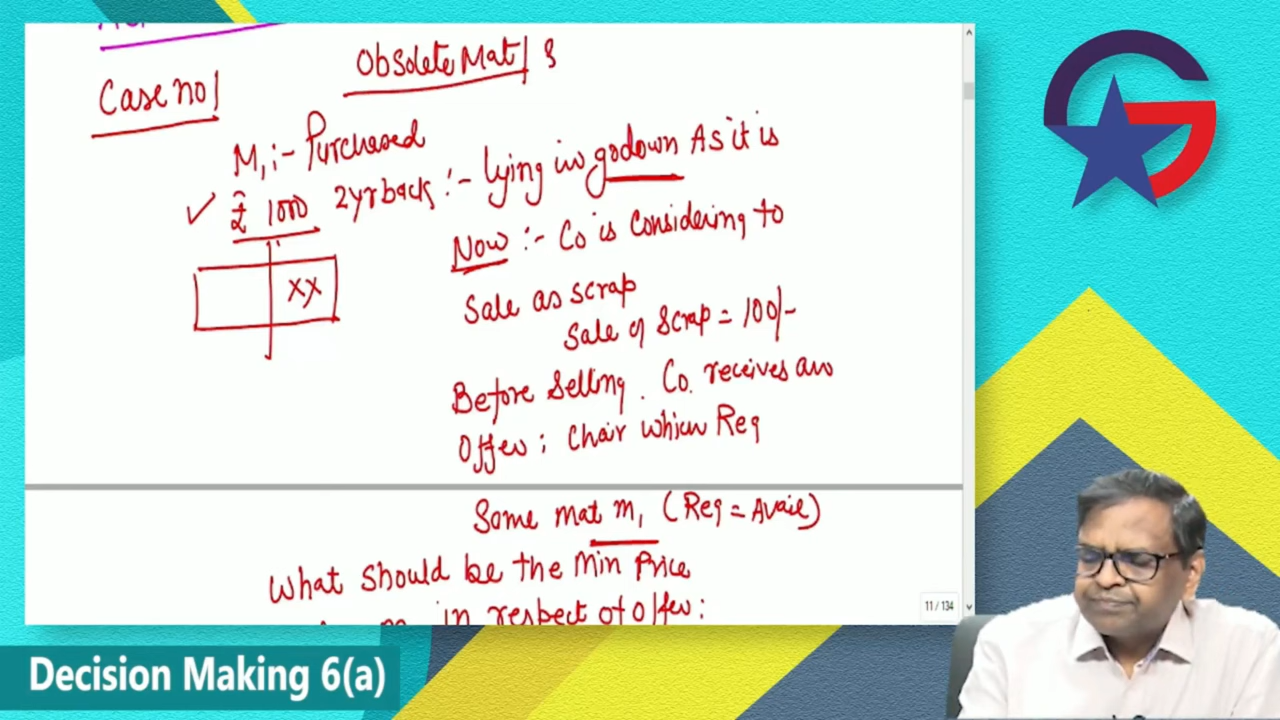 Case no 1
Obsolete Mat/s
M1 :- Purchased
₤ 1000 2yr back :- lying in godown As it is
XX
Now :- Co is Considering to
Sale as scrap
Sale of Scrap = 100/-
Before Selling. Co. receives an
Offer : Chair which Req
Some mat m1 (Req = Avail)
What should be the Min Price
in respect of Offer :
11 / 134
Decision Making 6(a)